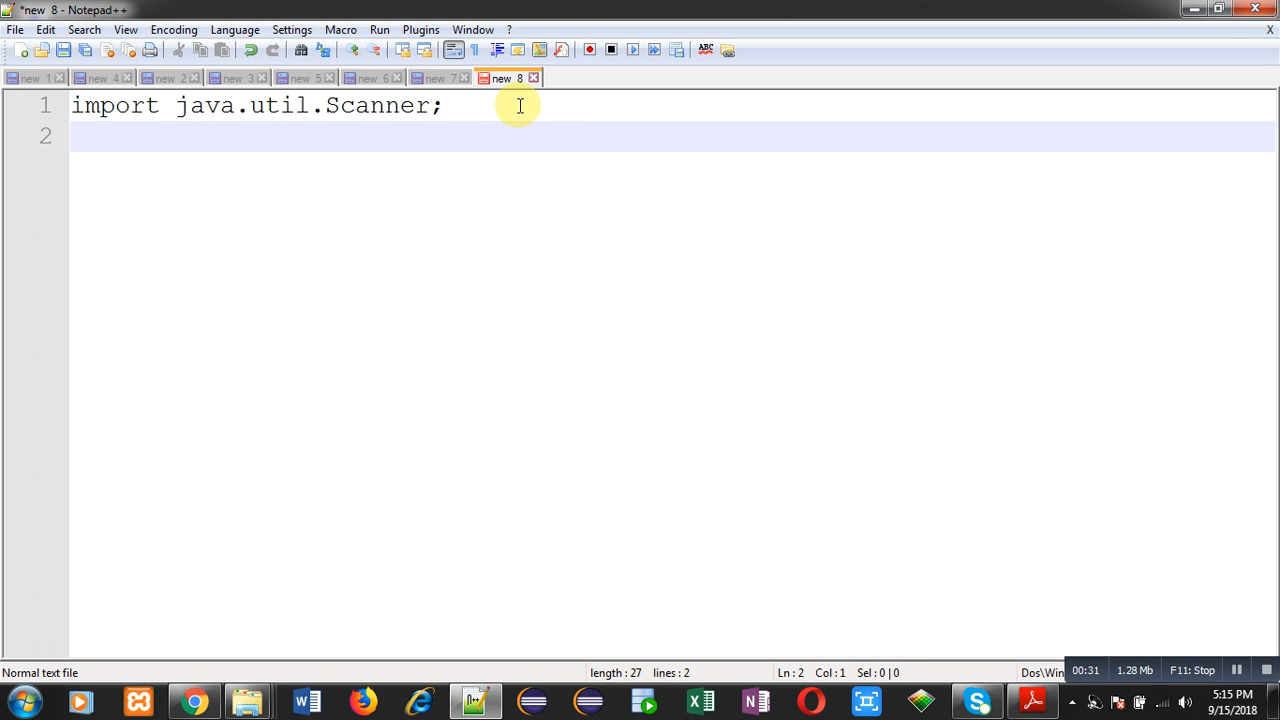 *new 8 - Notepad++
File Edit Search View Encoding Language Settings Macro Run Plugins Window ? X
new 1 new 4 new 2 new 3 new 5 new 6 new 7 new 8
1 import java.util.Scanner;
2
Normal text file length : 27 lines : 2 Ln : 2 Col : 1 Sel : 0 | 0 Dos\Win 00:31 1.28 Mb F11: Stop
5:15 PM
9/15/2018